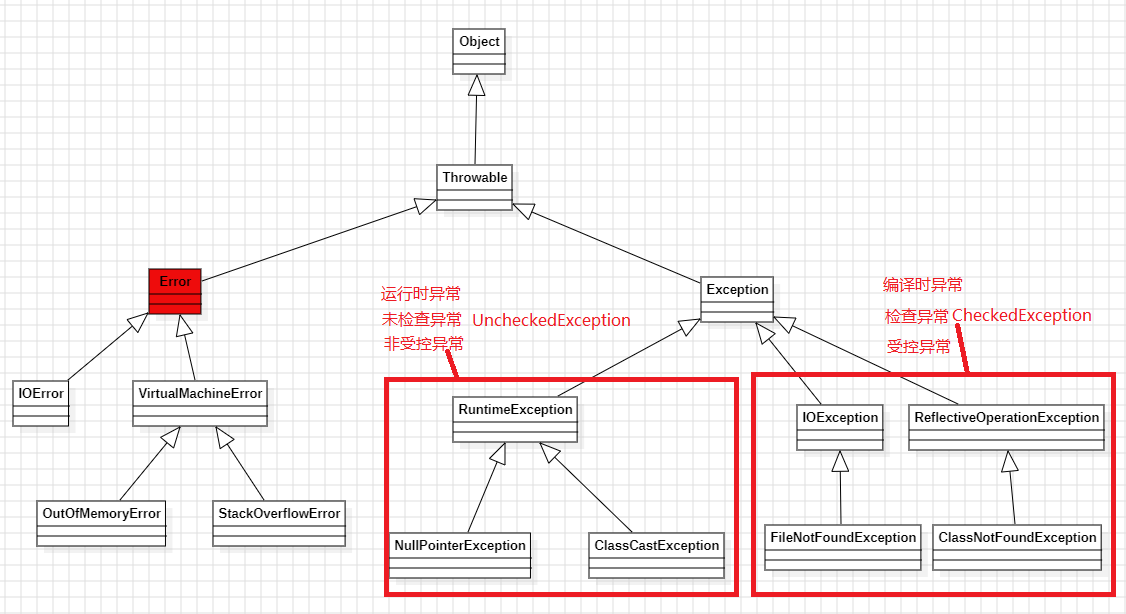 Object
Throwable
Error
Exception
运行时异常
未检查异常 UncheckedException
非受控异常
编译时异常
检查异常 CheckedException
受控异常
IOError
VirtualMachineError
RuntimeException
IOException
ReflectiveOperationException
OutOfMemoryError
StackOverflowError
NullPointerException
ClassCastException
FileNotFoundException
ClassNotFoundException